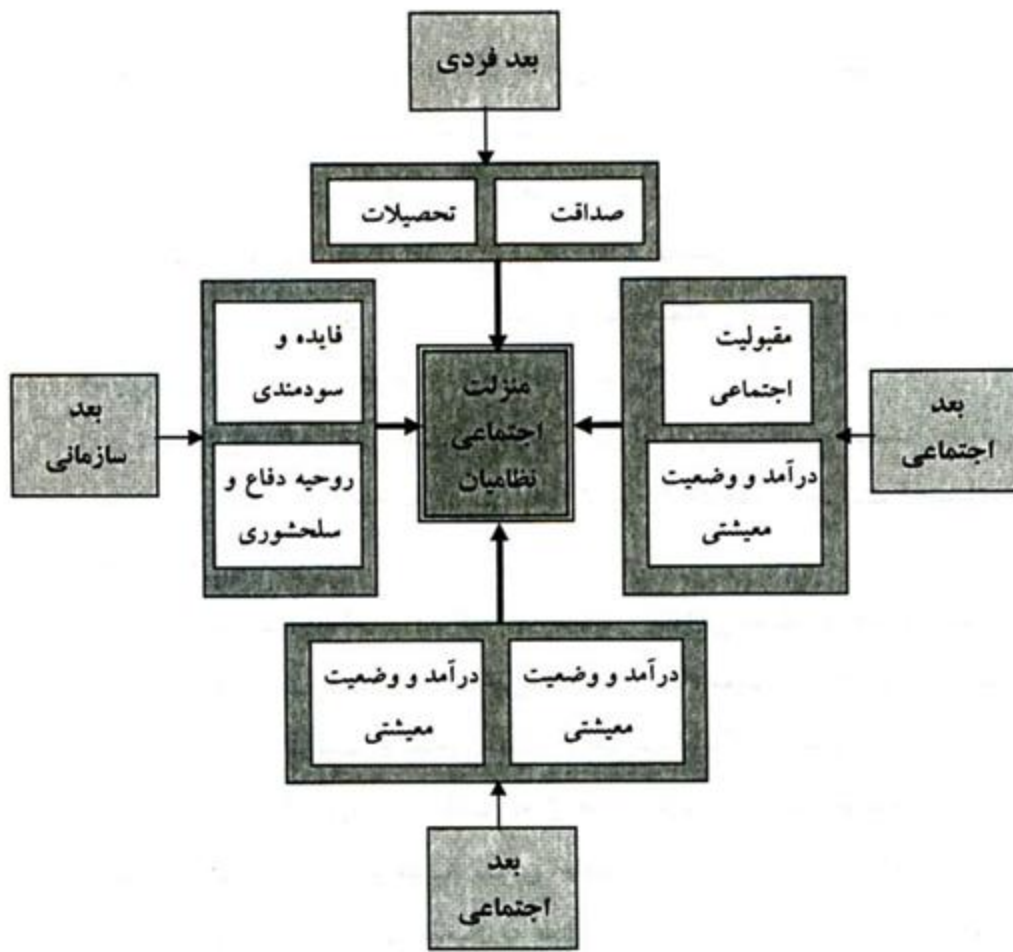 بعد فردی
صداقت
تحصیلات
مقبولیت
اجتماعی
درآمد و وضعیت
معیشتی
بعد
اجتماعی
منزلت
اجتماعی
نظامیان
فایده و
سودمندی
روحیه دفاع و
سلحشوری
بعد
سازمانی
درآمد و وضعیت
معیشتی
درآمد و وضعیت
معیشتی
بعد
اجتماعی